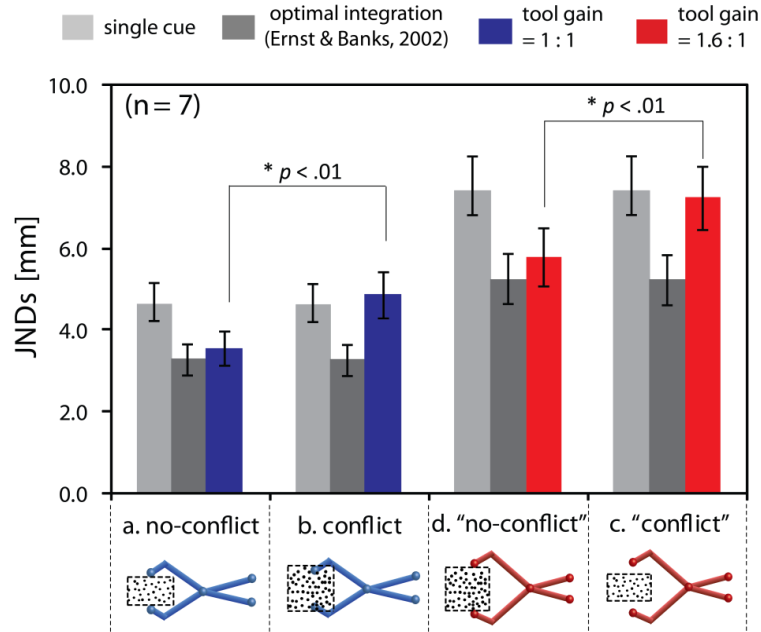 single cue
optimal integration
(Ernst & Banks, 2002)
tool gain
= 1 : 1
tool gain
= 1.6 : 1
JNDs [mm]
10.0
8.0
6.0
4.0
2.0
0.0
(n = 7)
* p < .01
* p < .01
a. no-conflict
b. conflict
d. “no-conflict”
c. “conflict”